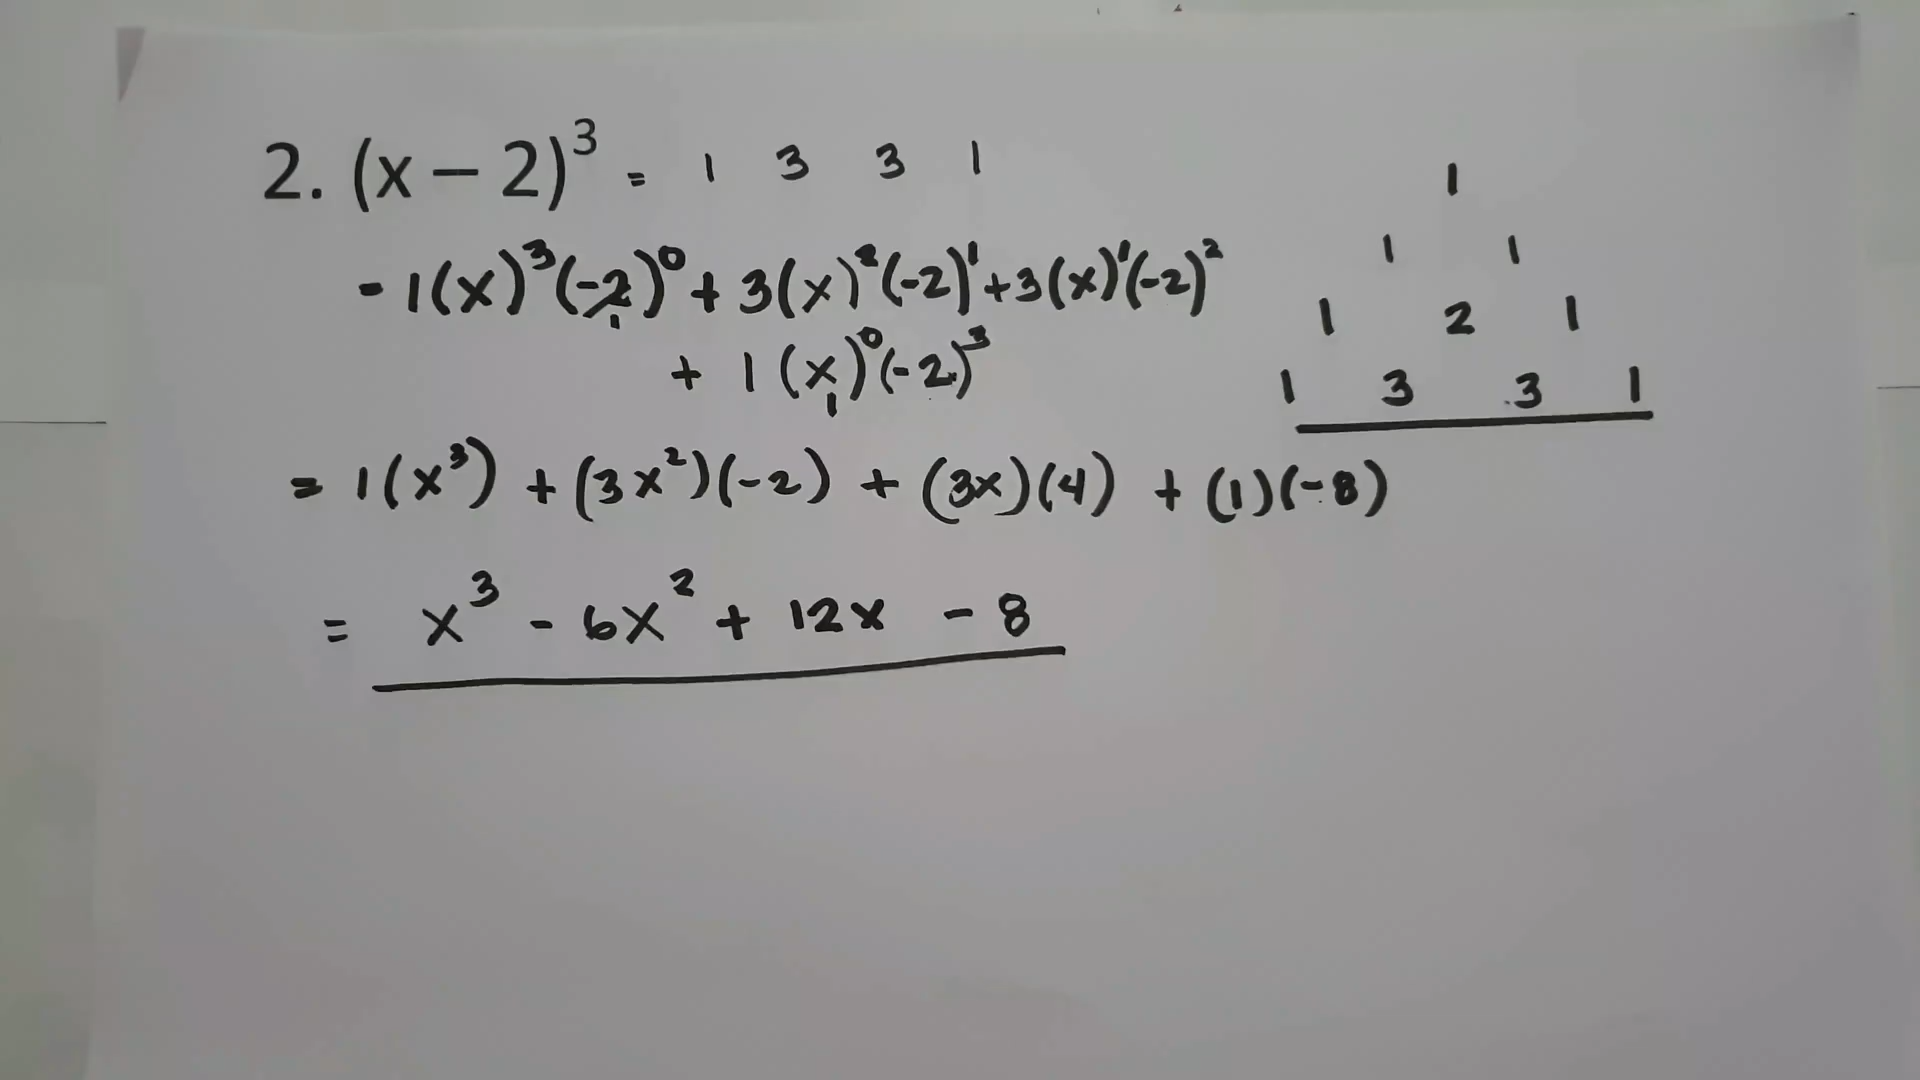 2. (x – 2)³ = 1 3 3 1
- 1(x)³(-2)⁰ + 3(x)²(-2)¹ + 3(x)¹(-2)²
1
+ 1(x)⁰(-2)³
1
= 1(x³) + (3x²)(-2) + (3x)(4) + (1)(-8)
= x³ - 6x² + 12x - 8
1
1 1
1 2 1
1 3 3 1